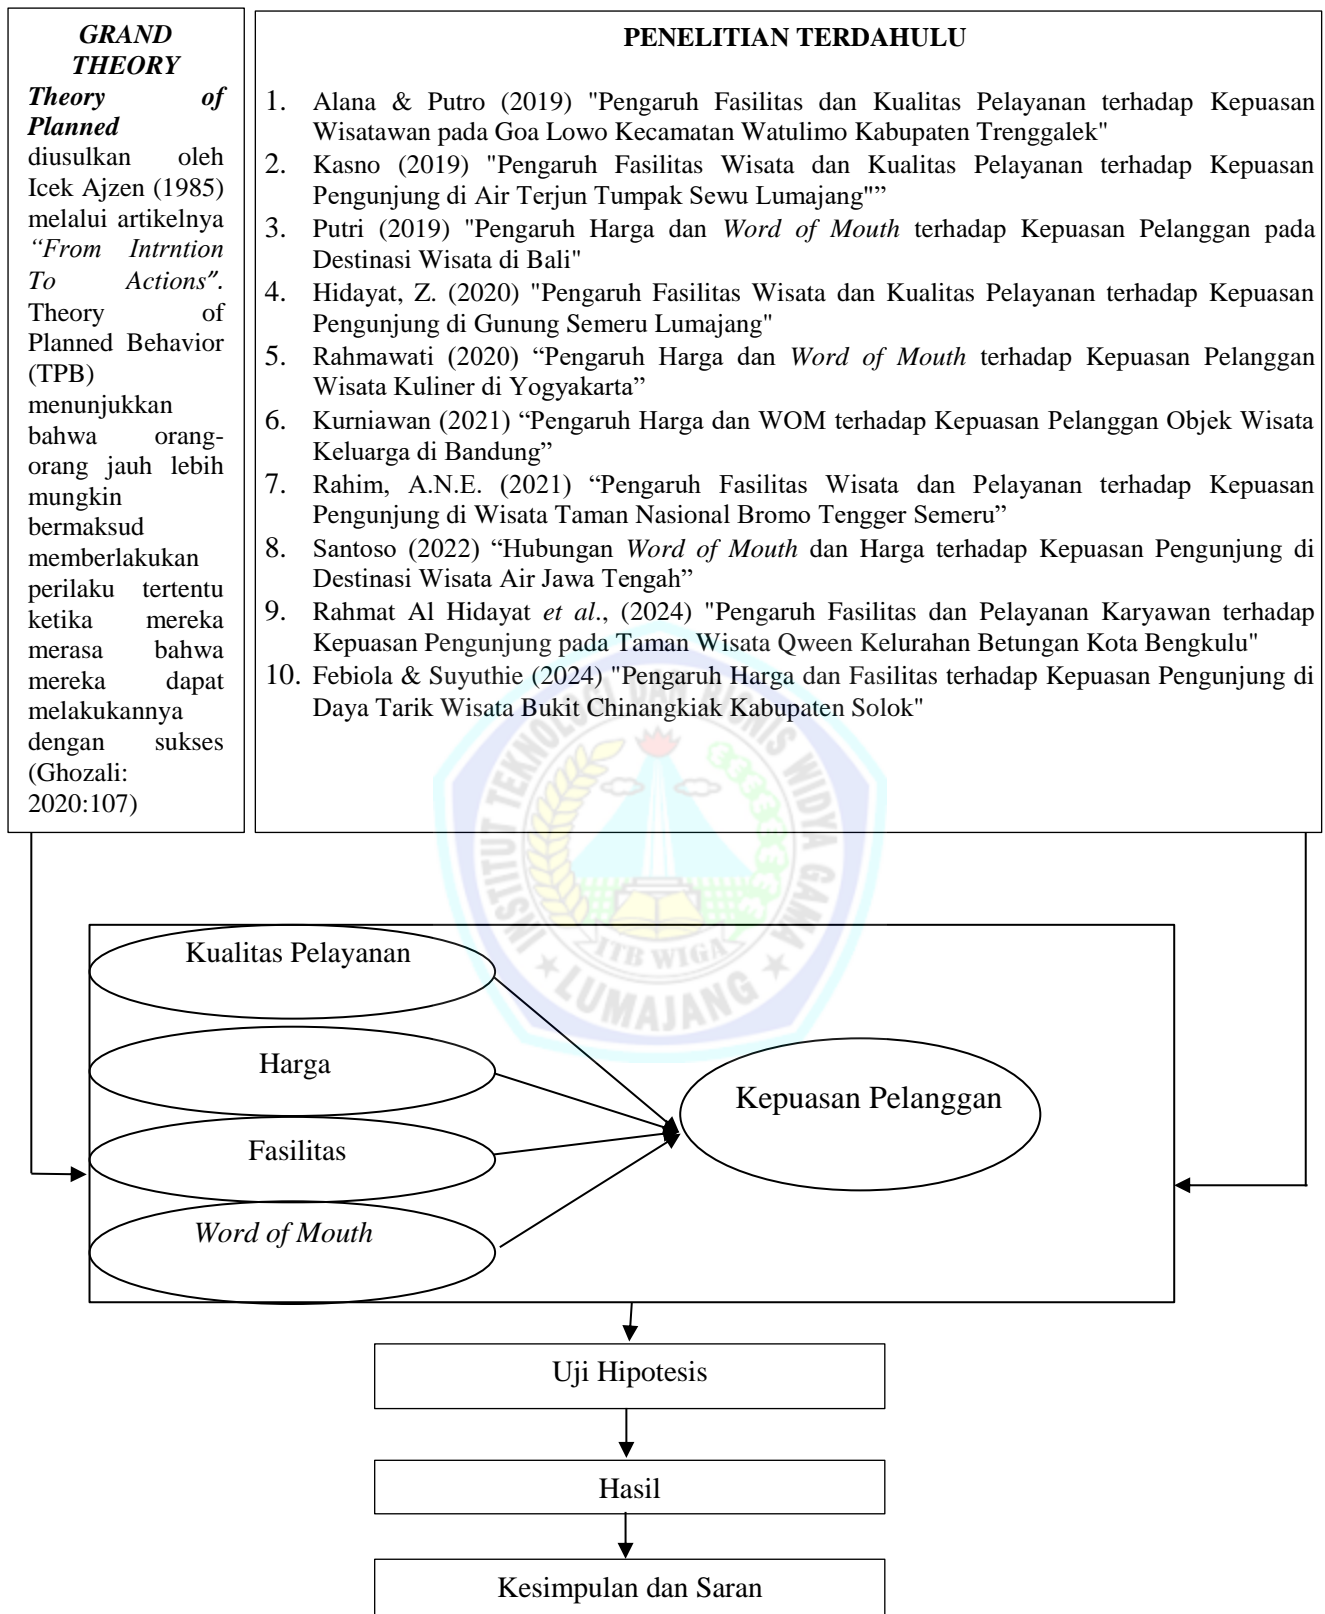 GRAND
THEORY
Theory of
Planned
diusulkan oleh
Icek Ajzen (1985)
melalui artikelnya
“From Intrntion
To Actions”.
Theory of
Planned Behavior
(TPB)
menunjukkan
bahwa orang-
orang jauh lebih
mungkin
bermaksud
memberlakukan
perilaku tertentu
ketika mereka
merasa bahwa
mereka dapat
melakukannya
dengan sukses
(Ghozali:
2020:107)
PENELITIAN TERDAHULU
1. Alana & Putro (2019) "Pengaruh Fasilitas dan Kualitas Pelayanan terhadap Kepuasan
Wisatawan pada Goa Lowo Kecamatan Watulimo Kabupaten Trenggalek"
2. Kasno (2019) "Pengaruh Fasilitas Wisata dan Kualitas Pelayanan terhadap Kepuasan
Pengunjung di Air Terjun Tumpak Sewu Lumajang"”
3. Putri (2019) "Pengaruh Harga dan Word of Mouth terhadap Kepuasan Pelanggan pada
Destinasi Wisata di Bali"
4. Hidayat, Z. (2020) "Pengaruh Fasilitas Wisata dan Kualitas Pelayanan terhadap Kepuasan
Pengunjung di Gunung Semeru Lumajang"
5. Rahmawati (2020) “Pengaruh Harga dan Word of Mouth terhadap Kepuasan Pelanggan
Wisata Kuliner di Yogyakarta”
6. Kurniawan (2021) “Pengaruh Harga dan WOM terhadap Kepuasan Pelanggan Objek Wisata
Keluarga di Bandung”
7. Rahim, A.N.E. (2021) “Pengaruh Fasilitas Wisata dan Pelayanan terhadap Kepuasan
Pengunjung di Wisata Taman Nasional Bromo Tengger Semeru”
8. Santoso (2022) “Hubungan Word of Mouth dan Harga terhadap Kepuasan Pengunjung di
Destinasi Wisata Air Jawa Tengah”
9. Rahmat Al Hidayat et al., (2024) "Pengaruh Fasilitas dan Pelayanan Karyawan terhadap
Kepuasan Pengunjung pada Taman Wisata Qween Kelurahan Betungan Kota Bengkulu"
10. Febiola & Suyuthie (2024) "Pengaruh Harga dan Fasilitas terhadap Kepuasan Pengunjung di
Daya Tarik Wisata Bukit Chinangkiak Kabupaten Solok"
INSTITUT TEKNOLOGI DAN BISNIS WIDYA GAMA
ITB WIGA
LUMAJANG
Kualitas Pelayanan
Harga
Fasilitas
Word of Mouth
Kepuasan Pelanggan
Uji Hipotesis
Hasil
Kesimpulan dan Saran